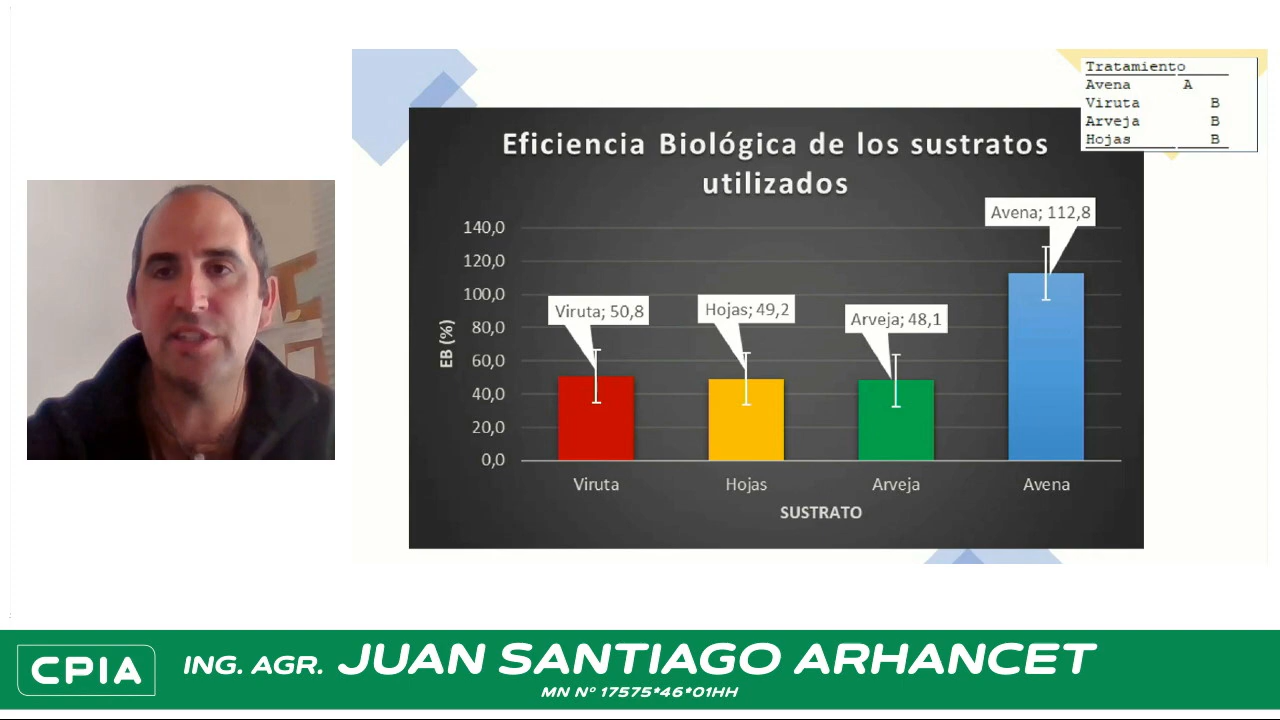 Tratamiento
Avena A
Viruta B
Arveja B
Hojas B
Eficiencia Biológica de los sustratos
utilizados
140,0
120,0
100,0
80,0
60,0
40,0
20,0
0,0
EB (%)
Viruta; 50,8
Hojas; 49,2
Arveja; 48,1
Avena; 112,8
Viruta
Hojas
Arveja
Avena
SUSTRATO
CPIA
ING. AGR. JUAN SANTIAGO ARHANCET
MN Nº 17575*46*01HH